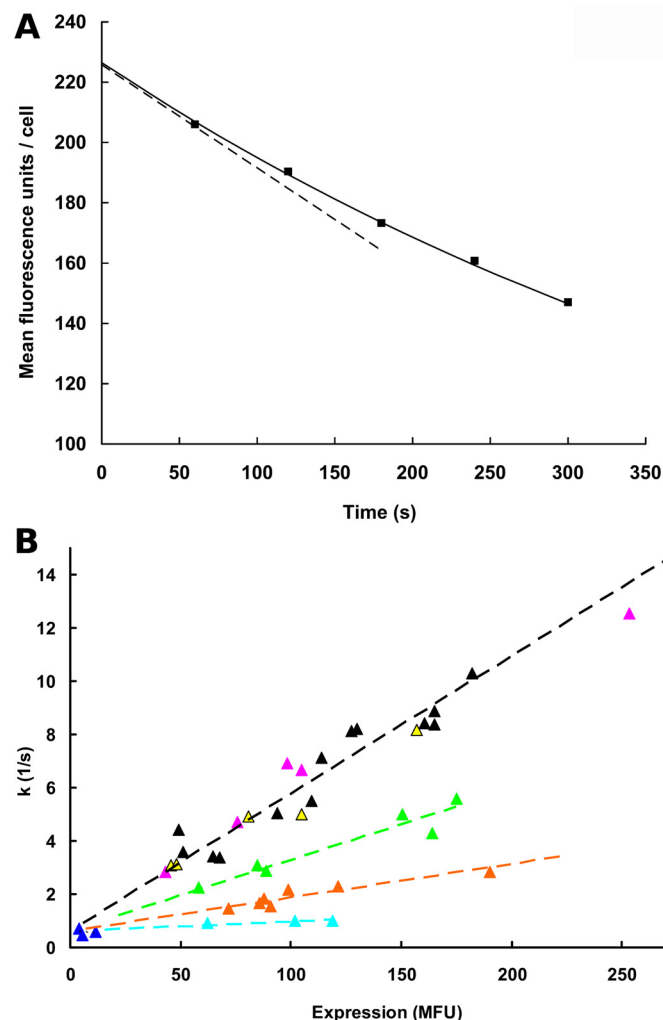 A
240
220
200
180
160
140
120
100
0 50 100 150 200 250 300 350
Mean fluorescence units / cell
Time (s)
B
14
12
10
8
6
4
2
0
0 50 100 150 200 250
k (1/s)
Expression (MFU)